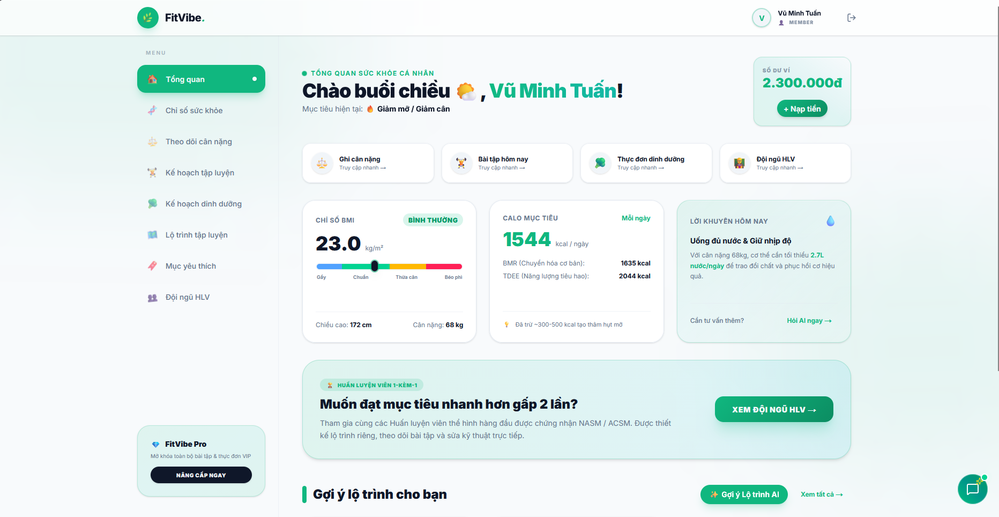 FitVibe.
V
Vũ Minh Tuấn
MEMBER
MENU
Tổng quan
Chỉ số sức khỏe
Theo dõi cân nặng
Kế hoạch tập luyện
Kế hoạch dinh dưỡng
Lộ trình tập luyện
Mục yêu thích
Đội ngũ HLV
FitVibe Pro
Mở khóa toàn bộ bài tập & thực đơn VIP
NÂNG CẤP NGAY
TỔNG QUAN SỨC KHỎE CÁ NHÂN
Chào buổi chiều , Vũ Minh Tuấn!
Mục tiêu hiện tại: Giảm mỡ / Giảm cân
SỐ DƯ VÍ
2.300.000đ
+ Nạp tiền
Ghi cân nặng
Truy cập nhanh →
Bài tập hôm nay
Truy cập nhanh →
Thực đơn dinh dưỡng
Truy cập nhanh →
Đội ngũ HLV
Truy cập nhanh →
CHỈ SỐ BMI
BÌNH THƯỜNG
23.0 kg/m²
Gầy Chuẩn Thừa cân Béo phì
Chiều cao: 172 cm
Cân nặng: 68 kg
CALO MỤC TIÊU
Mỗi ngày
1544 kcal / ngày
BMR (Chuyển hóa cơ bản): 1635 kcal
TDEE (Năng lượng tiêu hao): 2044 kcal
Đã trừ ~300-500 kcal tạo thâm hụt mỡ
LỜI KHUYÊN HÔM NAY
Uống đủ nước & Giữ nhịp độ
Với cân nặng 68kg, cơ thể cần tối thiểu 2.7L
nước/ngày để trao đổi chất và phục hồi cơ hiệu
quả.
Cần tư vấn thêm?
Hỏi AI ngay →
HUẤN LUYỆN VIÊN 1-KÈM-1
Muốn đạt mục tiêu nhanh hơn gấp 2 lần?
Tham gia cùng các Huấn luyện viên thể hình hàng đầu được chứng nhận NASM / ACSM. Được thiết
kế lộ trình riêng, theo dõi bài tập và sửa kỹ thuật trực tiếp.
XEM ĐỘI NGŨ HLV →
Gợi ý lộ trình cho bạn
Gợi ý Lộ trình AI
Xem tất cả →